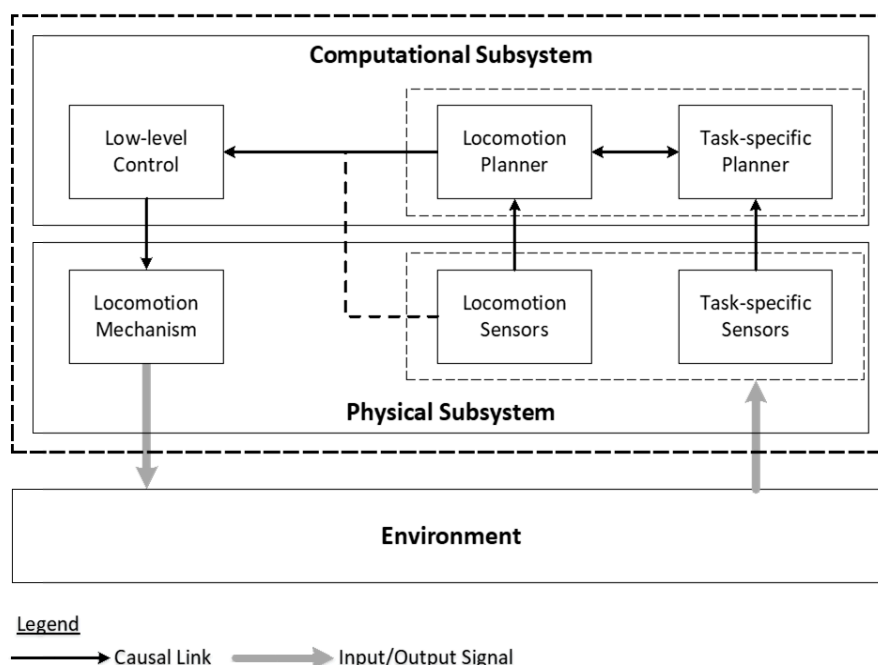 Computational Subsystem
Low-level
Control
Locomotion
Planner
Task-specific
Planner
Locomotion
Mechanism
Locomotion
Sensors
Task-specific
Sensors
Physical Subsystem
Environment
Legend
Causal Link
Input/Output Signal